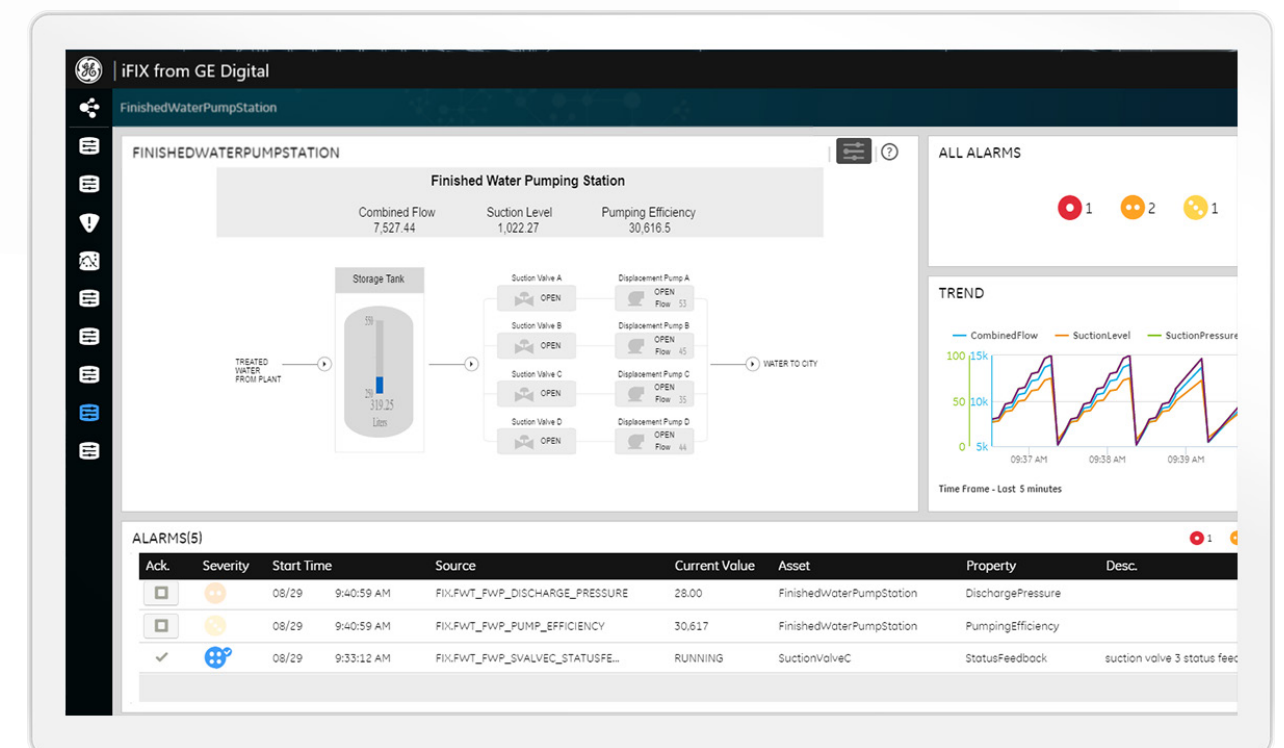 iFIX from GE Digital
FinishedWaterPumpStation
FINISHEDWATERPUMPSTATION
?
Finished Water Pumping Station
Combined Flow Suction Level Pumping Efficiency
7,527.44 1,022.27 30,616.5
Storage Tank
550
250
319.25
Liters
TREATED
WATER
FROM PLANT
Suction Valve A
OPEN
Suction Valve B
OPEN
Suction Valve C
OPEN
Suction Valve D
OPEN
Displacement Pump A
OPEN
Flow 53
Displacement Pump B
OPEN
Flow 45
Displacement Pump C
OPEN
Flow 35
Displacement Pump D
OPEN
Flow 44
WATER TO CITY
ALL ALARMS
1 2 1
TREND
CombinedFlow SuctionLevel SuctionPressure
100 15k
50 10k
0 5k
09:37 AM 09:38 AM 09:39 AM
Time Frame - Last 5 minutes
ALARMS(5) 1
Ack. Severity Start Time Source Current Value Asset Property Desc.
08/29 9:40:59 AM FIX.FWT_FWP_DISCHARGE_PRESSURE 28.00 FinishedWaterPumpStation DischargePressure
08/29 9:40:59 AM FIX.FWT_FWP_PUMP_EFFICIENCY 30,617 FinishedWaterPumpStation PumpingEfficiency
08/29 9:33:12 AM FIX.FWT_FWP_SVALVEC_STATUSFE... RUNNING SuctionValveC StatusFeedback suction valve 3 status feec